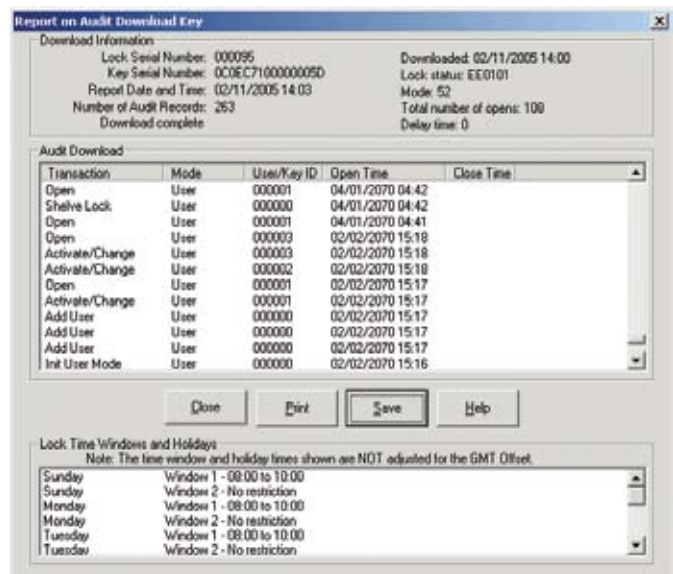 Report on Audit Download Key
Download Information
Lock Serial Number: 000095
Key Serial Number: 0C0EC7100000005D
Report Date and Time: 02/11/2005 14:03
Number of Audit Records: 263
Download complete
Downloaded: 02/11/2005 14:00
Lock status: EE0101
Mode: 52
Total number of opens: 108
Delay time: 0
Audit Download
Transaction Mode User/Key ID Open Time Close Time
Open User 000001 04/01/2070 04:42
Shelve Lock User 000000 04/01/2070 04:42
Open User 000001 04/01/2070 04:41
Open User 000003 02/02/2070 15:18
Activate/Change User 000003 02/02/2070 15:18
Activate/Change User 000002 02/02/2070 15:18
Open User 000001 02/02/2070 15:17
Activate/Change User 000001 02/02/2070 15:17
Add User User 000000 02/02/2070 15:17
Add User User 000000 02/02/2070 15:17
Add User User 000000 02/02/2070 15:17
Init User Mode User 000000 02/02/2070 15:16
Close Print Save Help
Lock Time Windows and Holidays
Note: The time window and holiday times shown are NOT adjusted for the GMT Offset.
Sunday Window 1 - 08:00 to 10:00
Sunday Window 2 - No restriction
Monday Window 1 - 08:00 to 10:00
Monday Window 2 - No restriction
Tuesday Window 1 - 08:00 to 10:00
Tuesday Window 2 - No restriction